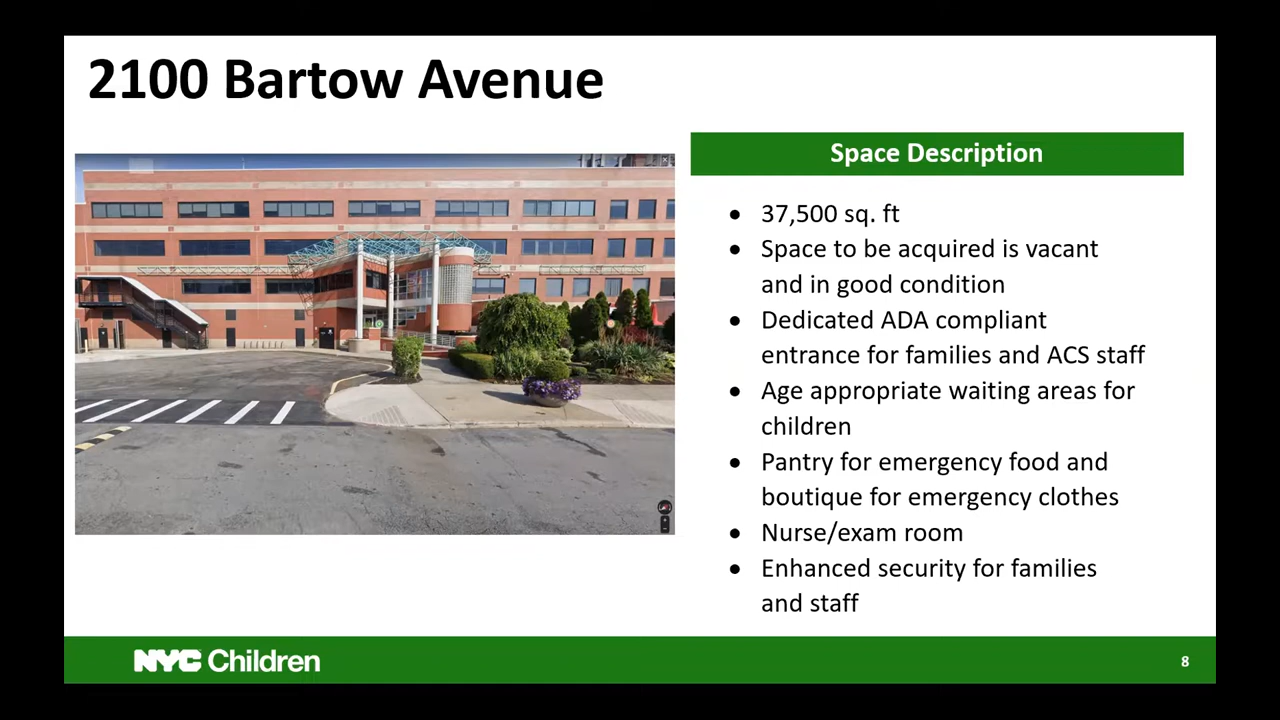 2100 Bartow Avenue
Space Description
• 37,500 sq. ft
• Space to be acquired is vacant
and in good condition
• Dedicated ADA compliant
entrance for families and ACS staff
• Age appropriate waiting areas for
children
• Pantry for emergency food and
boutique for emergency clothes
• Nurse/exam room
• Enhanced security for families
and staff
NYC Children
8